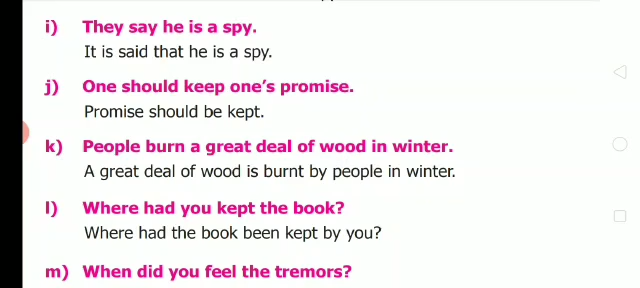 i) They say he is a spy.
It is said that he is a spy.
j) One should keep one’s promise.
Promise should be kept.
k) People burn a great deal of wood in winter.
A great deal of wood is burnt by people in winter.
l) Where had you kept the book?
Where had the book been kept by you?
m) When did you feel the tremors?